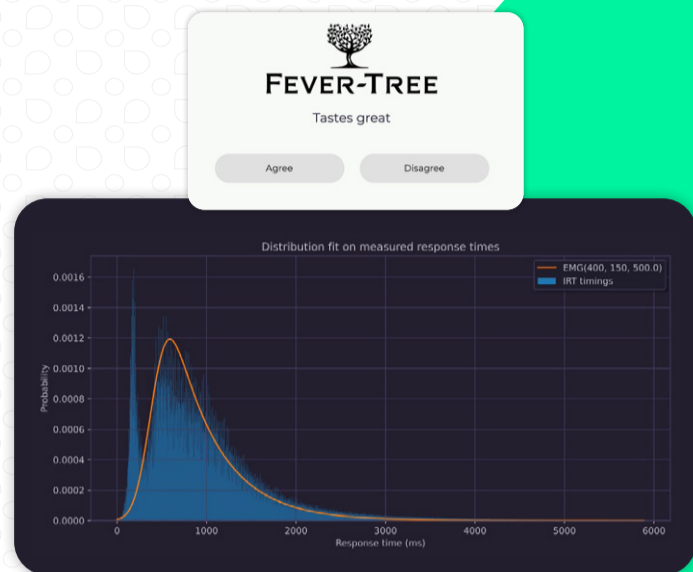 FEVER-TREE
Tastes great
Agree Disagree
Distribution fit on measured response times
EMG(400, 150, 500.0)
IRT timings
0.0016
0.0014
0.0012
0.0010
0.0008
0.0006
0.0004
0.0002
0.0000
Probability
0 1000 2000 3000 4000 5000 6000
Response time (ms)